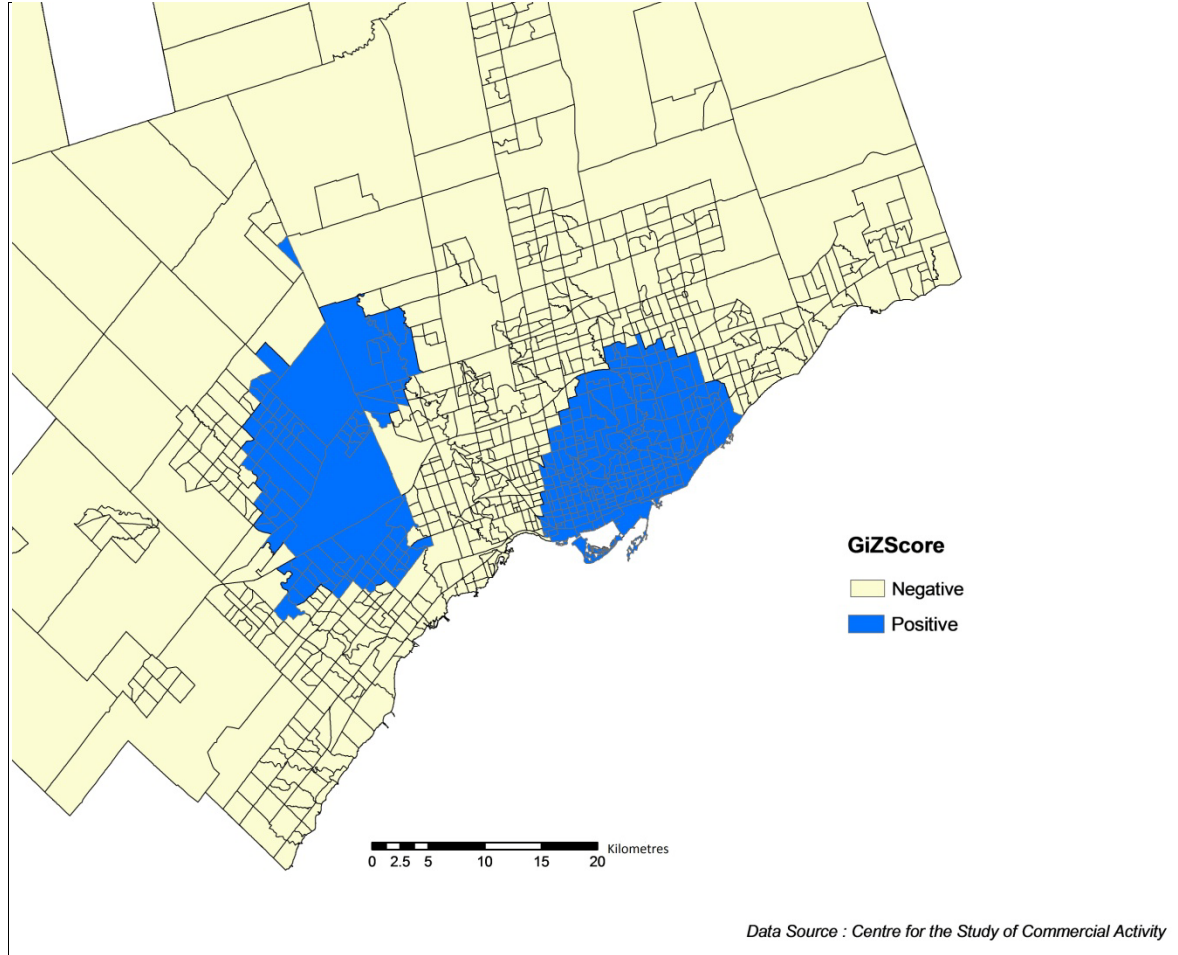 GiZScore
Negative
Positive
Kilometres
0 2.5 5 10 15 20
Data Source : Centre for the Study of Commercial Activity